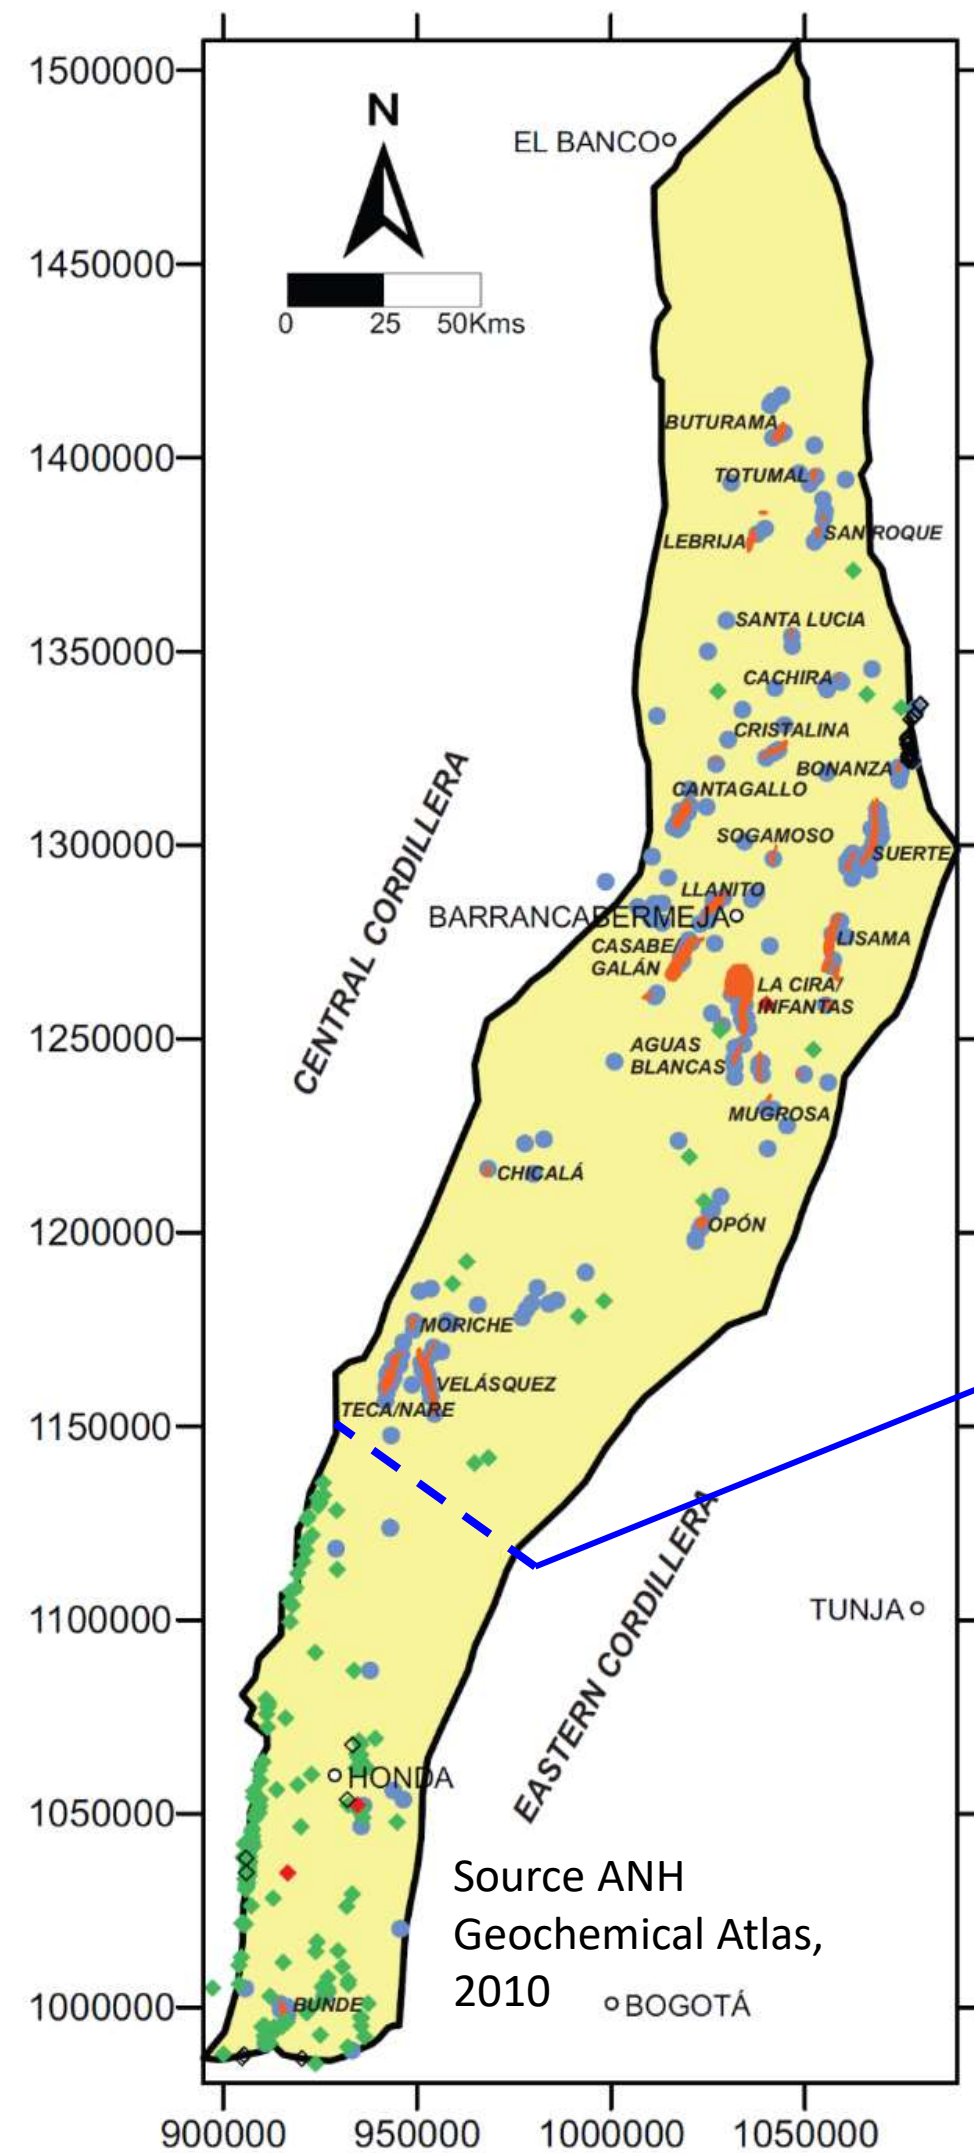 1500000
N
EL BANCO
1450000
0 25 50Kms
BUTURAMA
1400000
TOTUMAL
SAN ROQUE
LEBRIJA
SANTA LUCIA
1350000
CACHIRA
CRISTALINA
BONANZA
CANTAGALLO
SOGAMOSO
1300000
SUERTE
LLANITO
BARRANCABERMEJA
CENTRAL CORDILLERA
CASABE/
GALÁN
LISAMA
LA CIRA/
INFANTAS
1250000
AGUAS
BLANCAS
MUGROSA
CHICALÁ
1200000
OPÓN
MORICHE
VELÁSQUEZ
TECA/NARE
1150000
EASTERN CORDILLERA
1100000
TUNJA
HONDA
1050000
Source ANH
Geochemical Atlas,
2010
1000000
BUNDE
BOGOTÁ
900000 950000 1000000 1050000